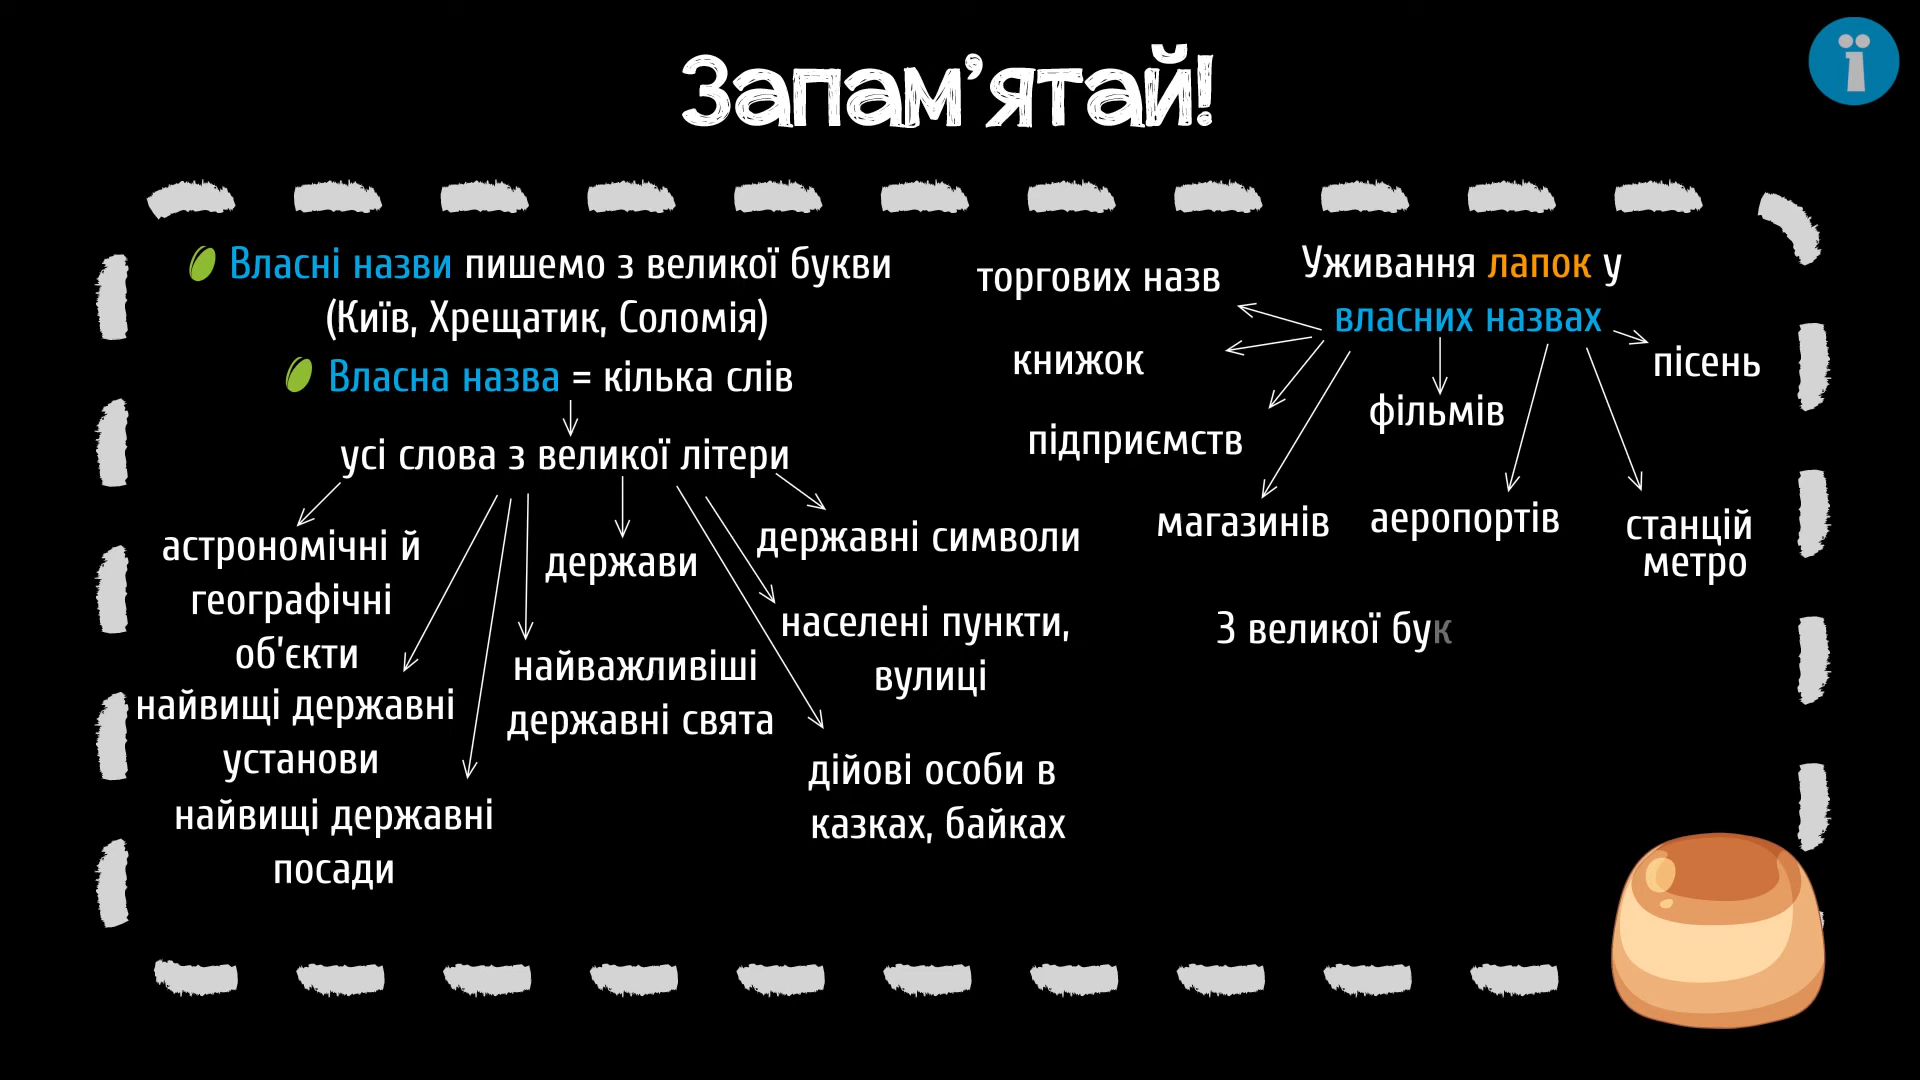 Запам’ятай!
ї
Власні назви пишемо з великої букви
(Київ, Хрещатик, Соломія)
Власна назва = кілька слів
усі слова з великої літери
астрономічні й
географічні
об’єкти
найвищі державні
установи
найвищі державні
посади
найважливіші
державні свята
держави
державні символи
населені пункти,
вулиці
дійові особи в
казках, байках
Уживання лапок у
власних назвах
торгових назв
книжок
підприємств
магазинів
фільмів
аеропортів
пісень
станцій
метро
З великої бук